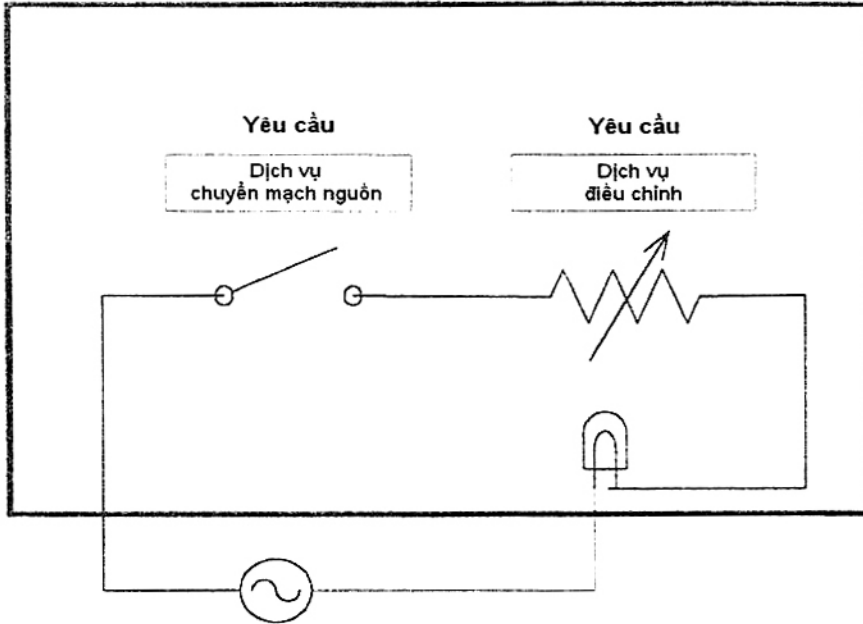 Yêu cầu
Dịch vụ
chuyển mạch nguồn
Yêu cầu
Dịch vụ
điều chỉnh